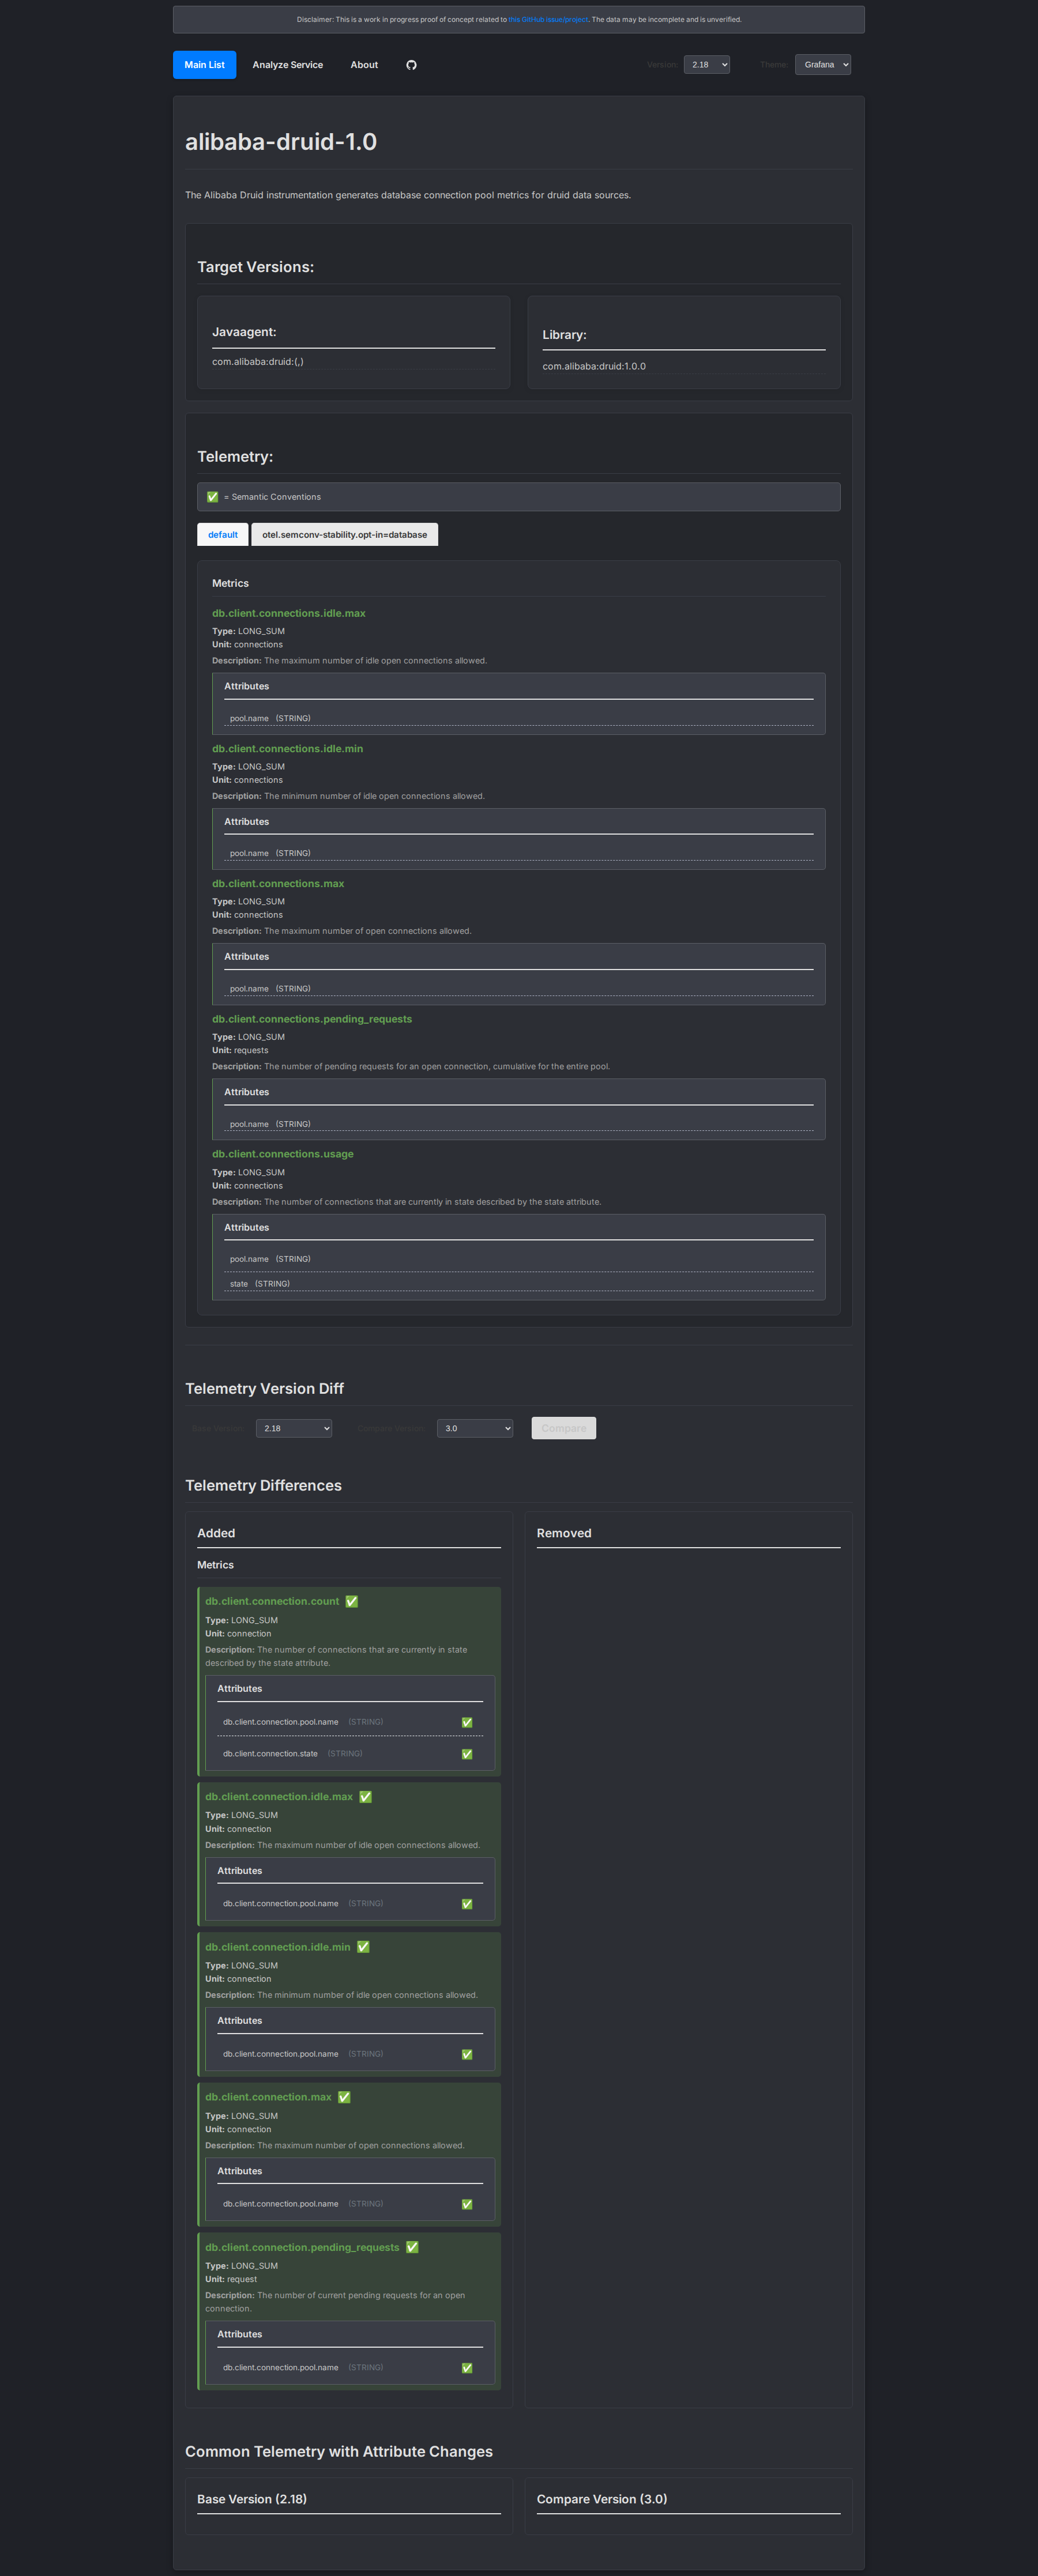 Disclaimer: This is a work in progress proof of concept related to this GitHub issue/project. The data may be incomplete and is unverified.
Main List
Analyze Service
About
Version:
2.18
Theme:
Grafana
alibaba-druid-1.0
The Alibaba Druid instrumentation generates database connection pool metrics for druid data sources.
Target Versions:
Javaagent:
com.alibaba:druid:(,)
Library:
com.alibaba:druid:1.0.0
Telemetry:
✅ = Semantic Conventions
default
otel.semconv-stability.opt-in=database
Metrics
db.client.connections.idle.max
Type: LONG_SUM
Unit: connections
Description: The maximum number of idle open connections allowed.
Attributes
pool.name (STRING)
db.client.connections.idle.min
Type: LONG_SUM
Unit: connections
Description: The minimum number of idle open connections allowed.
Attributes
pool.name (STRING)
db.client.connections.max
Type: LONG_SUM
Unit: connections
Description: The maximum number of open connections allowed.
Attributes
pool.name (STRING)
db.client.connections.pending_requests
Type: LONG_SUM
Unit: requests
Description: The number of pending requests for an open connection, cumulative for the entire pool.
Attributes
pool.name (STRING)
db.client.connections.usage
Type: LONG_SUM
Unit: connections
Description: The number of connections that are currently in state described by the state attribute.
Attributes
pool.name (STRING)
state (STRING)
Telemetry Version Diff
Base Version:
2.18
Compare Version:
3.0
Compare
Telemetry Differences
Added
Metrics
db.client.connection.count ✅
Type: LONG_SUM
Unit: connection
Description: The number of connections that are currently in state
described by the state attribute.
Attributes
db.client.connection.pool.name (STRING) ✅
db.client.connection.state (STRING) ✅
db.client.connection.idle.max ✅
Type: LONG_SUM
Unit: connection
Description: The maximum number of idle open connections allowed.
Attributes
db.client.connection.pool.name (STRING) ✅
db.client.connection.idle.min ✅
Type: LONG_SUM
Unit: connection
Description: The minimum number of idle open connections allowed.
Attributes
db.client.connection.pool.name (STRING) ✅
db.client.connection.max ✅
Type: LONG_SUM
Unit: connection
Description: The maximum number of open connections allowed.
Attributes
db.client.connection.pool.name (STRING) ✅
db.client.connection.pending_requests ✅
Type: LONG_SUM
Unit: request
Description: The number of current pending requests for an open
connection.
Attributes
db.client.connection.pool.name (STRING) ✅
Removed
Common Telemetry with Attribute Changes
Base Version (2.18)
Compare Version (3.0)